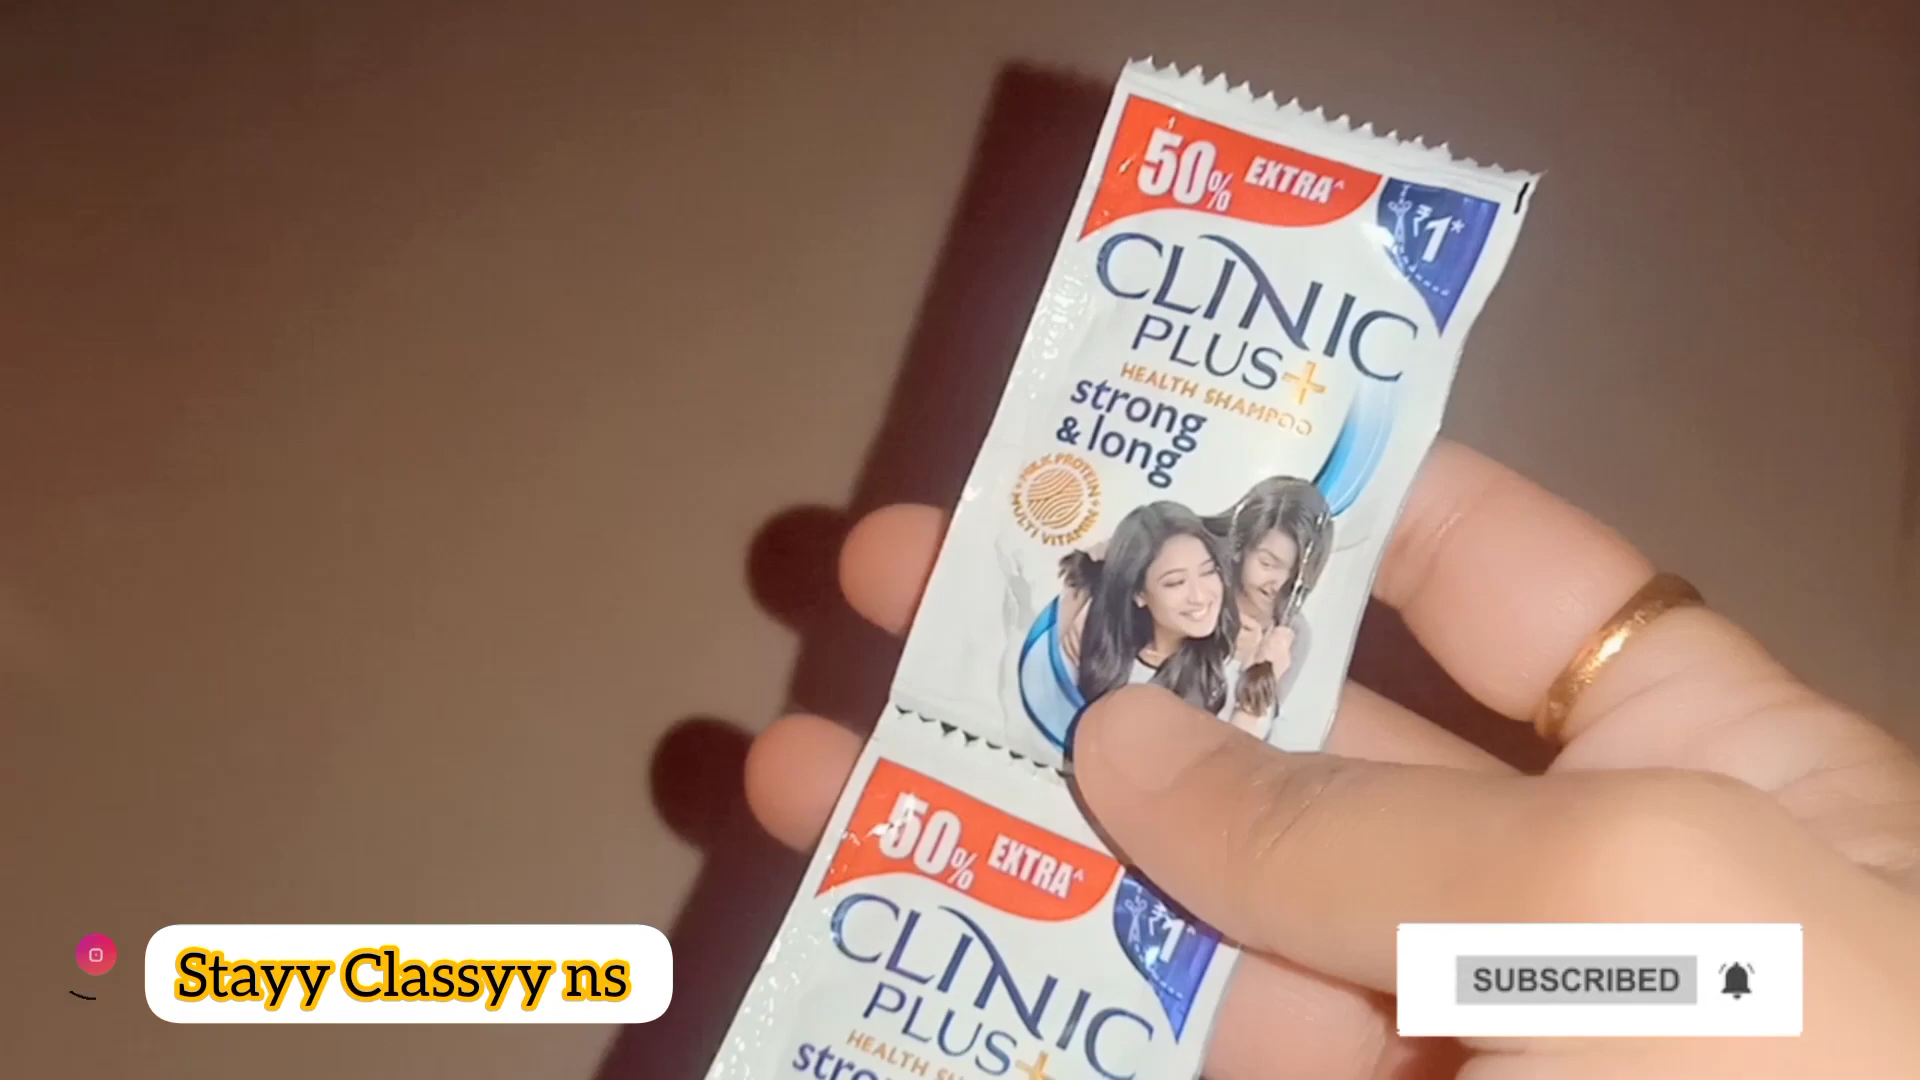 50% EXTRA^
₹1*
CLINIC
PLUS+
HEALTH SHAMPOO
strong
& long
MILK PROTEIN + MULTI VITAMIN +
50% EXTRA^
₹1*
CLINIC
PLUS+
HEALTH
Stayy Classyy ns
SUBSCRIBED